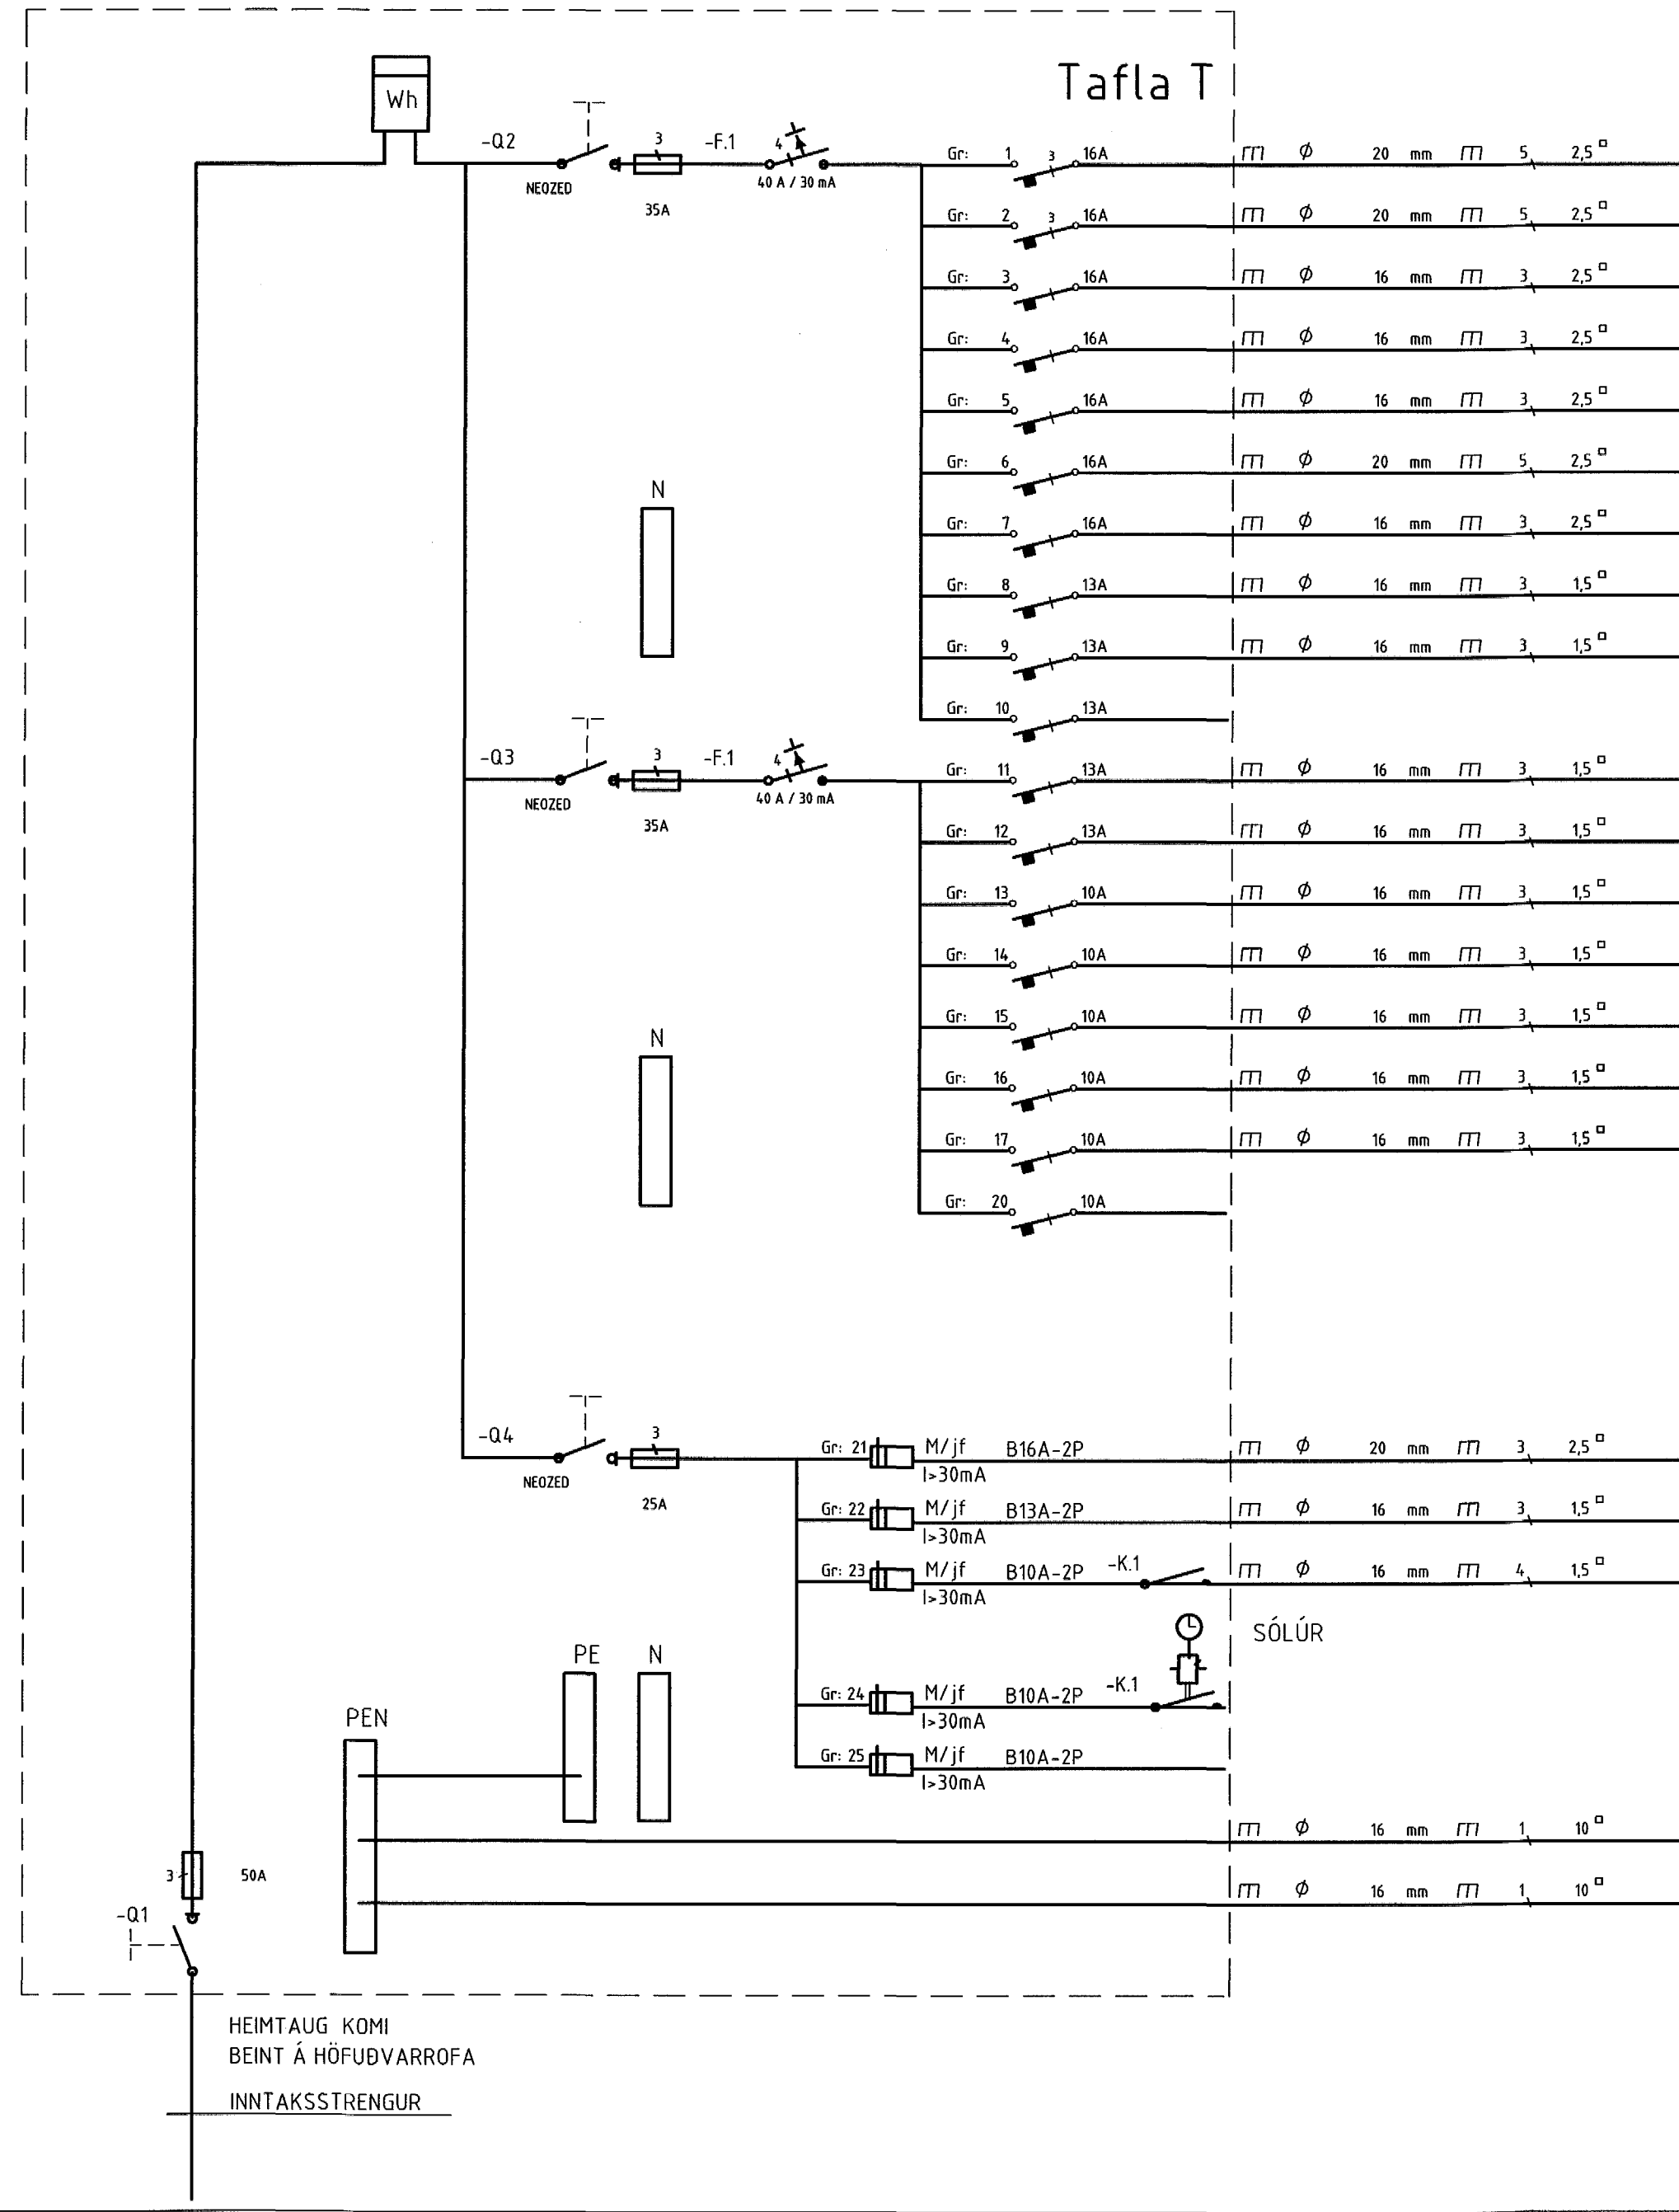 Tafla T
Wh
-Q2 NEOZED 3 35A -F.1 4 40 A / 30 mA
Gr: 1 3 16A Ø 20 mm 5 2,5 □
Gr: 2 3 16A Ø 20 mm 5 2,5 □
Gr: 3 16A Ø 16 mm 3 2,5 □
Gr: 4 16A Ø 16 mm 3 2,5 □
Gr: 5 16A Ø 16 mm 3 2,5 □
Gr: 6 16A Ø 20 mm 5 2,5 □
N
Gr: 7 16A Ø 16 mm 3 2,5 □
Gr: 8 13A Ø 16 mm 3 1,5 □
Gr: 9 13A Ø 16 mm 3 1,5 □
Gr: 10 13A
-Q3 NEOZED 3 35A -F.1 4 40 A / 30 mA
Gr: 11 13A Ø 16 mm 3 1,5 □
Gr: 12 13A Ø 16 mm 3 1,5 □
Gr: 13 10A Ø 16 mm 3 1,5 □
Gr: 14 10A Ø 16 mm 3 1,5 □
Gr: 15 10A Ø 16 mm 3 1,5 □
N
Gr: 16 10A Ø 16 mm 3 1,5 □
Gr: 17 10A Ø 16 mm 3 1,5 □
Gr: 20 10A
-Q4 NEOZED 3 25A
Gr: 21 M/jf B16A-2P Ø 20 mm 3 2,5 □
I>30mA
Gr: 22 M/jf B13A-2P Ø 16 mm 3 1,5 □
I>30mA
Gr: 23 M/jf B10A-2P -K.1 Ø 16 mm 4 1,5 □
I>30mA
SÓLÚR
PE N
Gr: 24 M/jf B10A-2P -K.1
I>30mA
PEN
Gr: 25 M/jf B10A-2P
I>30mA
Ø 16 mm 1 10 □
3 50A
Ø 16 mm 1 10 □
-Q1
HEIMTAUG KOMI
BEINT Á HÖFUÐVARROFA
INNTAKSSTRENGUR